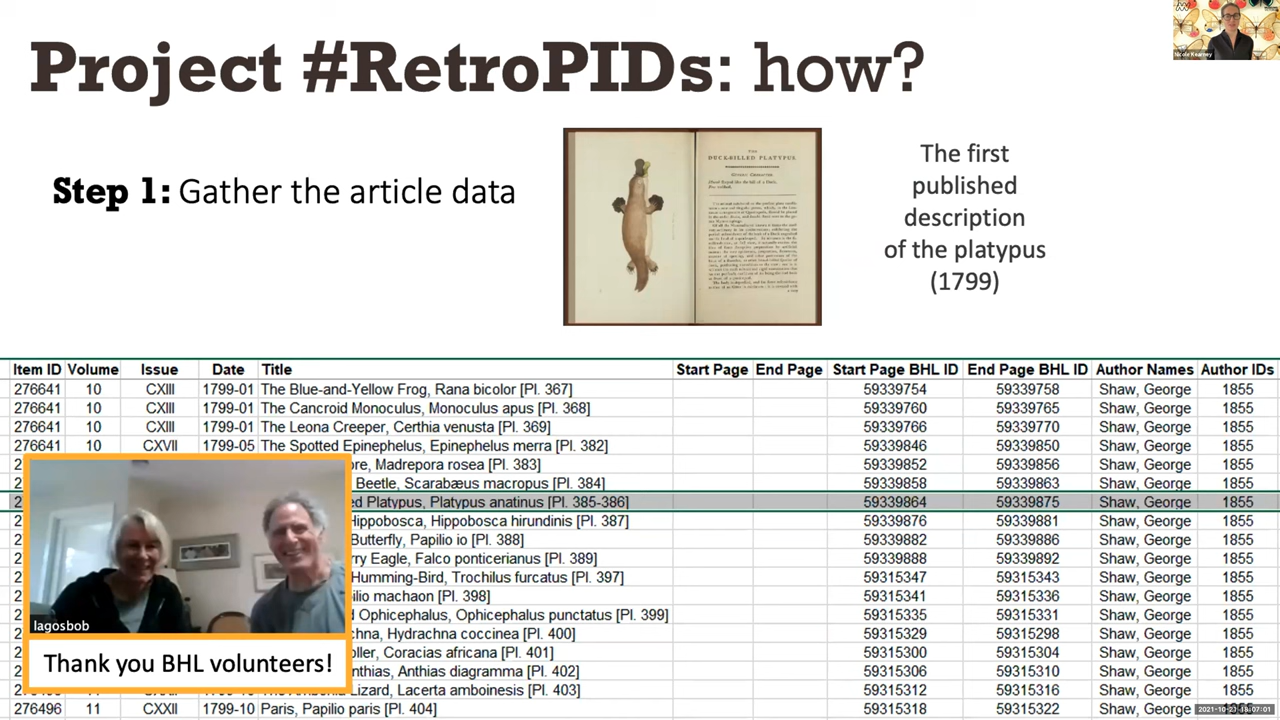 Project #RetroPIDs: how?
Nicole Kearney
Step 1: Gather the article data
THE
DUCK-BILLED PLATYPUS.
The first
published
description
of the platypus
(1799)
Item ID Volume Issue Date Title Start Page End Page Start Page BHL ID End Page BHL ID Author Names Author IDs
276641 10 CXIII 1799-01 The Blue-and-Yellow Frog, Rana bicolor [Pl. 367] 59339754 59339758 Shaw, George 1855
276641 10 CXIII 1799-01 The Cancroid Monoculus, Monoculus apus [Pl. 368] 59339760 59339765 Shaw, George 1855
276641 10 CXIII 1799-01 The Leona Creeper, Certhia venusta [Pl. 369] 59339766 59339770 Shaw, George 1855
276641 10 CXVII 1799-05 The Spotted Epinephelus, Epinephelus merra [Pl. 382] 59339846 59339850 Shaw, George 1855
Madrepora rosea [Pl. 383] 59339852 59339856 Shaw, George 1855
Beetle, Scarabæus macropus [Pl. 384] 59339858 59339863 Shaw, George 1855
Platypus, Platypus anatinus [Pl. 385-386] 59339864 59339875 Shaw, George 1855
Hippobosca, Hippobosca hirundinis [Pl. 387] 59339876 59339881 Shaw, George 1855
Butterfly, Papilio io [Pl. 388] 59339882 59339886 Shaw, George 1855
Eagle, Falco ponticerianus [Pl. 389] 59339888 59339892 Shaw, George 1855
Humming-Bird, Trochilus furcatus [Pl. 397] 59315347 59315343 Shaw, George 1855
machaon [Pl. 398] 59315341 59315336 Shaw, George 1855
Ophicephalus, Ophicephalus punctatus [Pl. 399] 59315335 59315331 Shaw, George 1855
Hydrachna coccinea [Pl. 400] 59315329 59315298 Shaw, George 1855
Coracias africana [Pl. 401] 59315300 59315304 Shaw, George 1855
Anthias diagramma [Pl. 402] 59315306 59315310 Shaw, George 1855
Lizard, Lacerta amboinesis [Pl. 403] 59315312 59315316 Shaw, George 1855
276496 11 CXXII 1799-10 Paris, Papilio paris [Pl. 404] 59315318 59315322 Shaw, George
lagosbob
Thank you BHL volunteers!